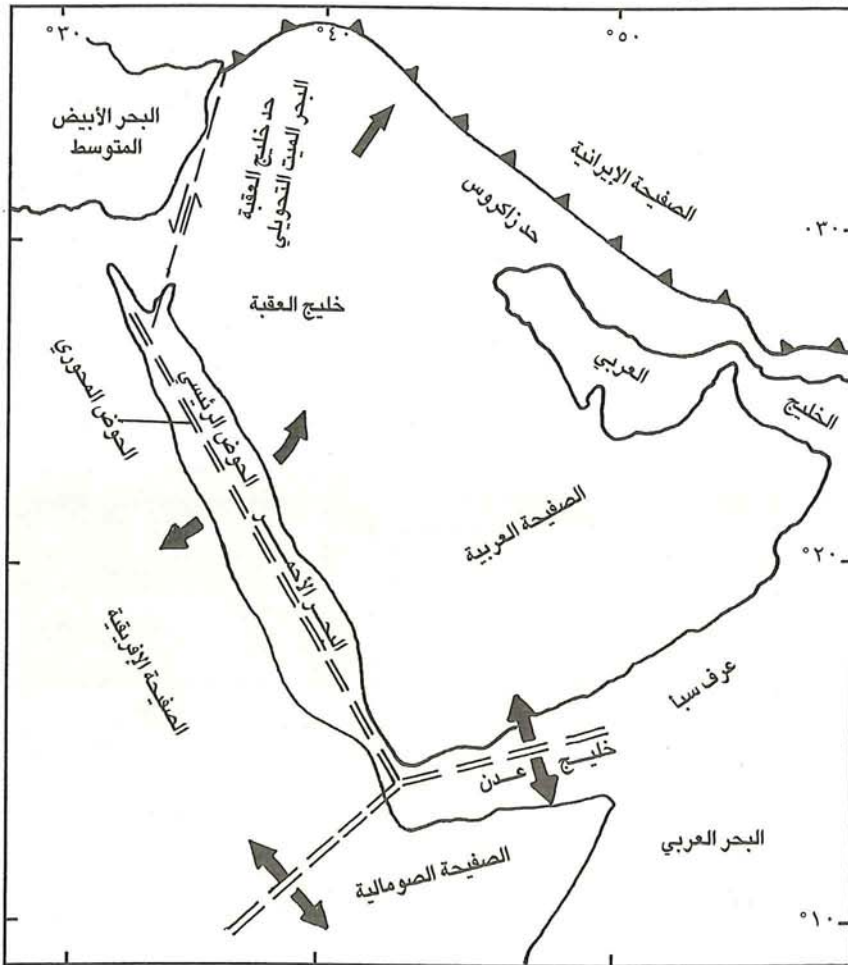 °٣٠
°٤٠
°٥٠
البحر الأبيض
المتوسط
حد خليج العقبة
البحر الميت التحويلي
الصفيحة الإيرانية
حد زاكروس
٠٣٠
خليج العقبة
العربي
الخليج
الحوض المحوري
الحوض الرئيسي
الصفيحة العربية
°٢٠
البحر الأحمر
الصفيحة الإفريقية
عرف سبأ
خليج عدن
البحر العربي
الصفيحة الصومالية
°١٠